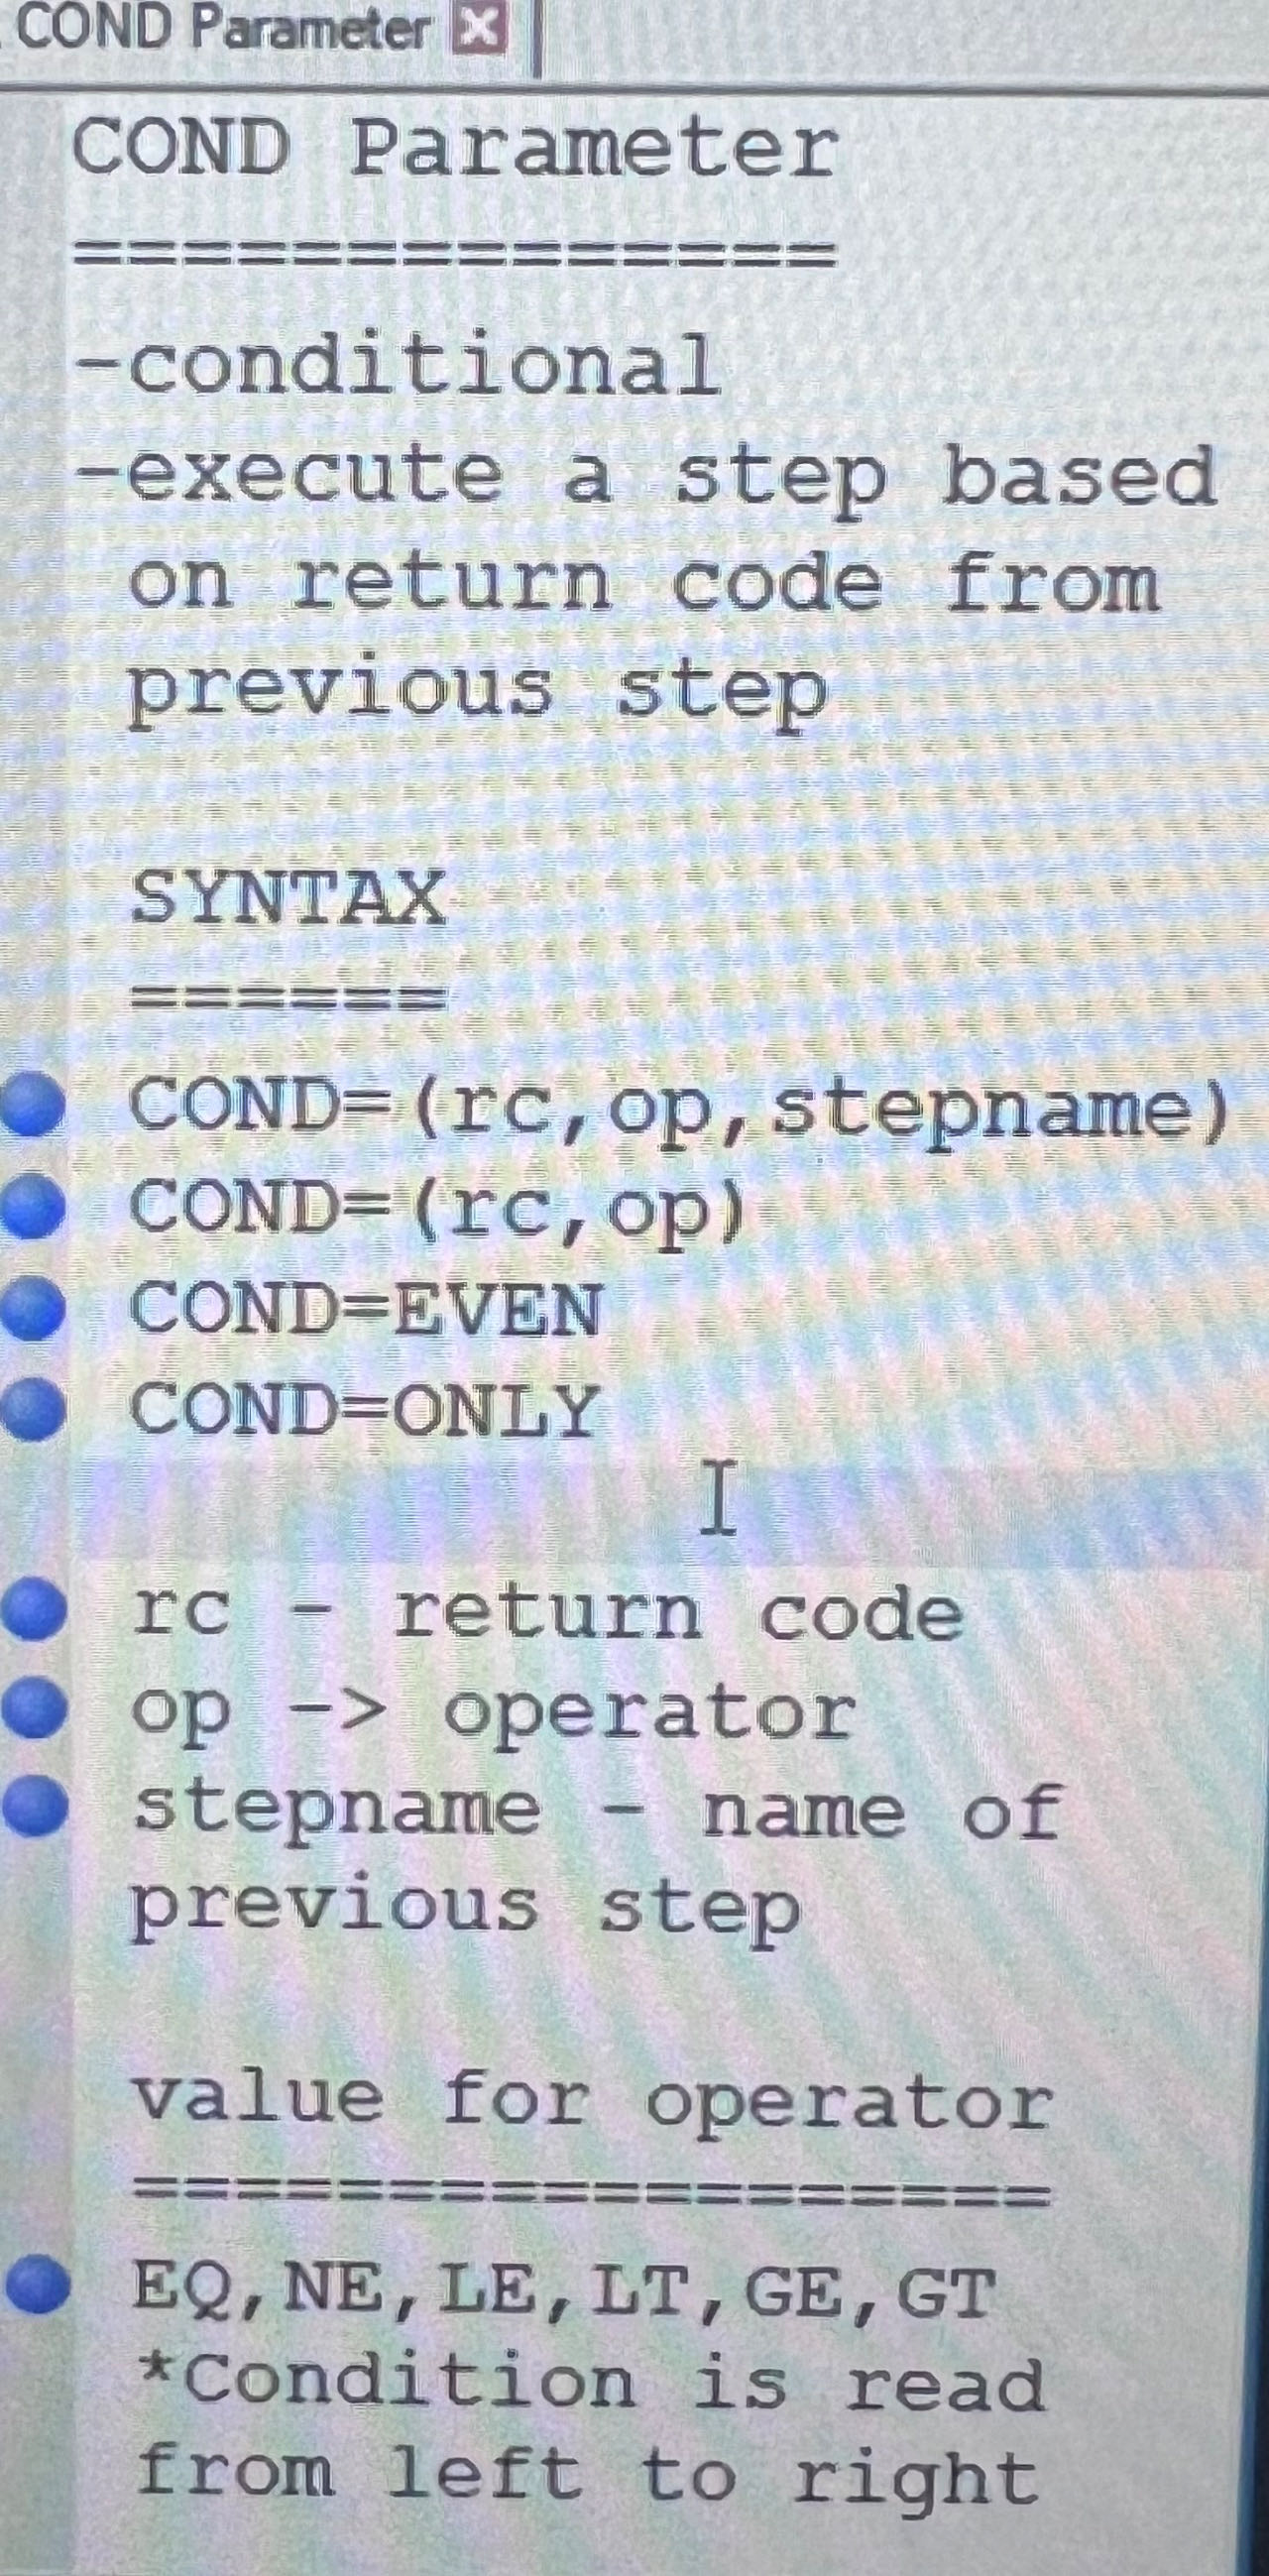 COND Parameter
COND Parameter
===============
-conditional
-execute a step based
on return code from
previous step
SYNTAX
======
COND=(rc,op,stepname)
COND=(rc,op)
COND=EVEN
COND=ONLY
rc - return code
op -> operator
stepname - name of
previous step
value for operator
==================
EQ,NE,LE,LT,GE,GT
*Condition is read
from left to right